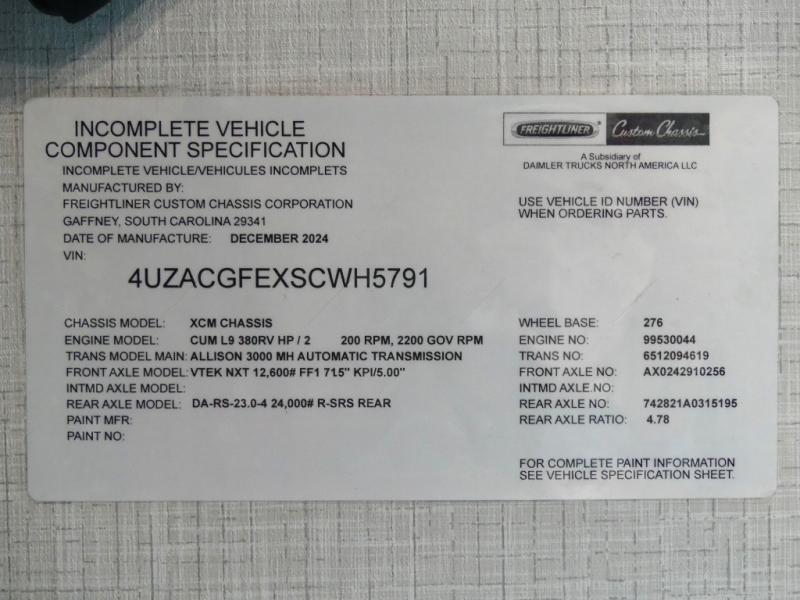 INCOMPLETE VEHICLE
COMPONENT SPECIFICATION
INCOMPLETE VEHICLE/VEHICULES INCOMPLETS
MANUFACTURED BY:
FREIGHTLINER CUSTOM CHASSIS CORPORATION
GAFFNEY, SOUTH CAROLINA 29341
DATE OF MANUFACTURE: DECEMBER 2024
VIN:
4UZACGFEXSCWH5791
FREIGHTLINER Custom Chassis
A Subsidiary of
DAIMLER TRUCKS NORTH AMERICA LLC
USE VEHICLE ID NUMBER (VIN)
WHEN ORDERING PARTS.
CHASSIS MODEL: XCM CHASSIS
ENGINE MODEL: CUM L9 380RV HP / 2 200 RPM, 2200 GOV RPM
TRANS MODEL MAIN: ALLISON 3000 MH AUTOMATIC TRANSMISSION
FRONT AXLE MODEL: VTEK NXT 12,600# FF1 71.5" KPI/5.00"
INTMD AXLE MODEL:
REAR AXLE MODEL: DA-RS-23.0-4 24,000# R-SRS REAR
PAINT MFR:
PAINT NO:
WHEEL BASE: 276
ENGINE NO: 99530044
TRANS NO: 6512094619
FRONT AXLE NO: AX0242910256
INTMD AXLE.NO:
REAR AXLE NO: 742821A0315195
REAR AXLE RATIO: 4.78
FOR COMPLETE PAINT INFORMATION
SEE VEHICLE SPECIFICATION SHEET.